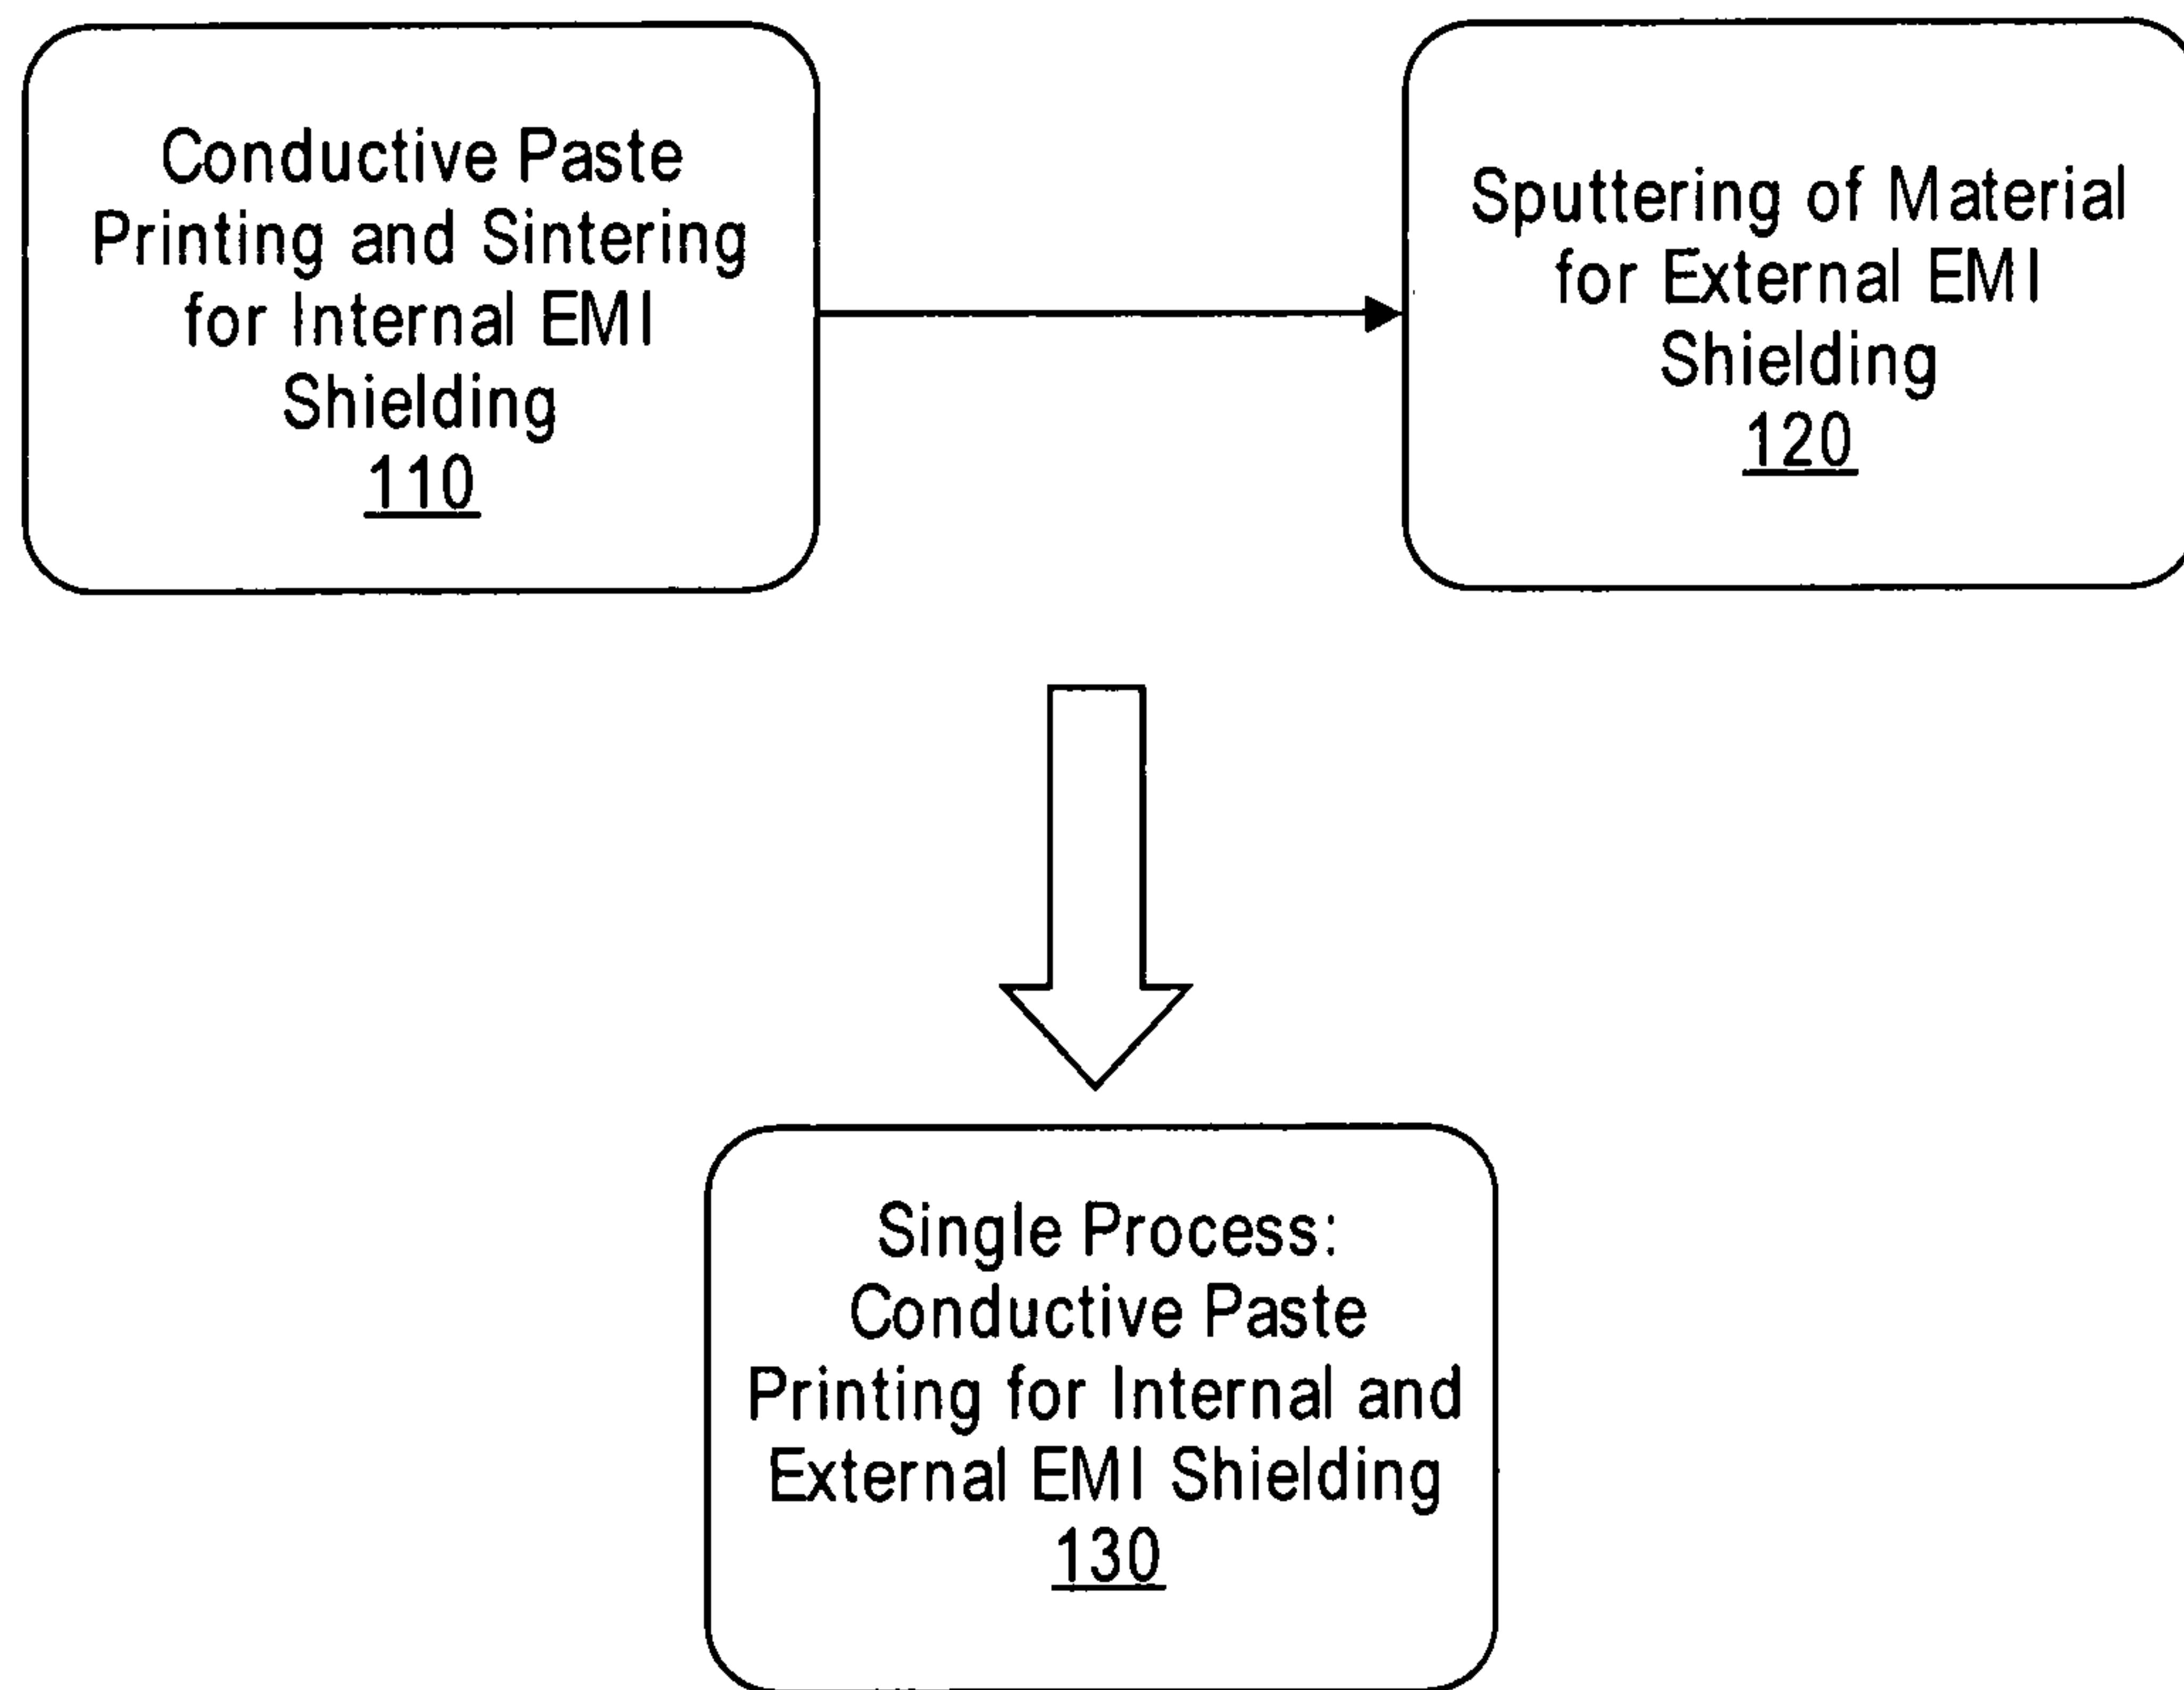 Conductive Paste
Printing and Sintering
for Internal EMI
Shielding
110
Sputtering of Material
for External EMI
Shielding
120
Single Process:
Conductive Paste
Printing for Internal and
External EMI Shielding
130